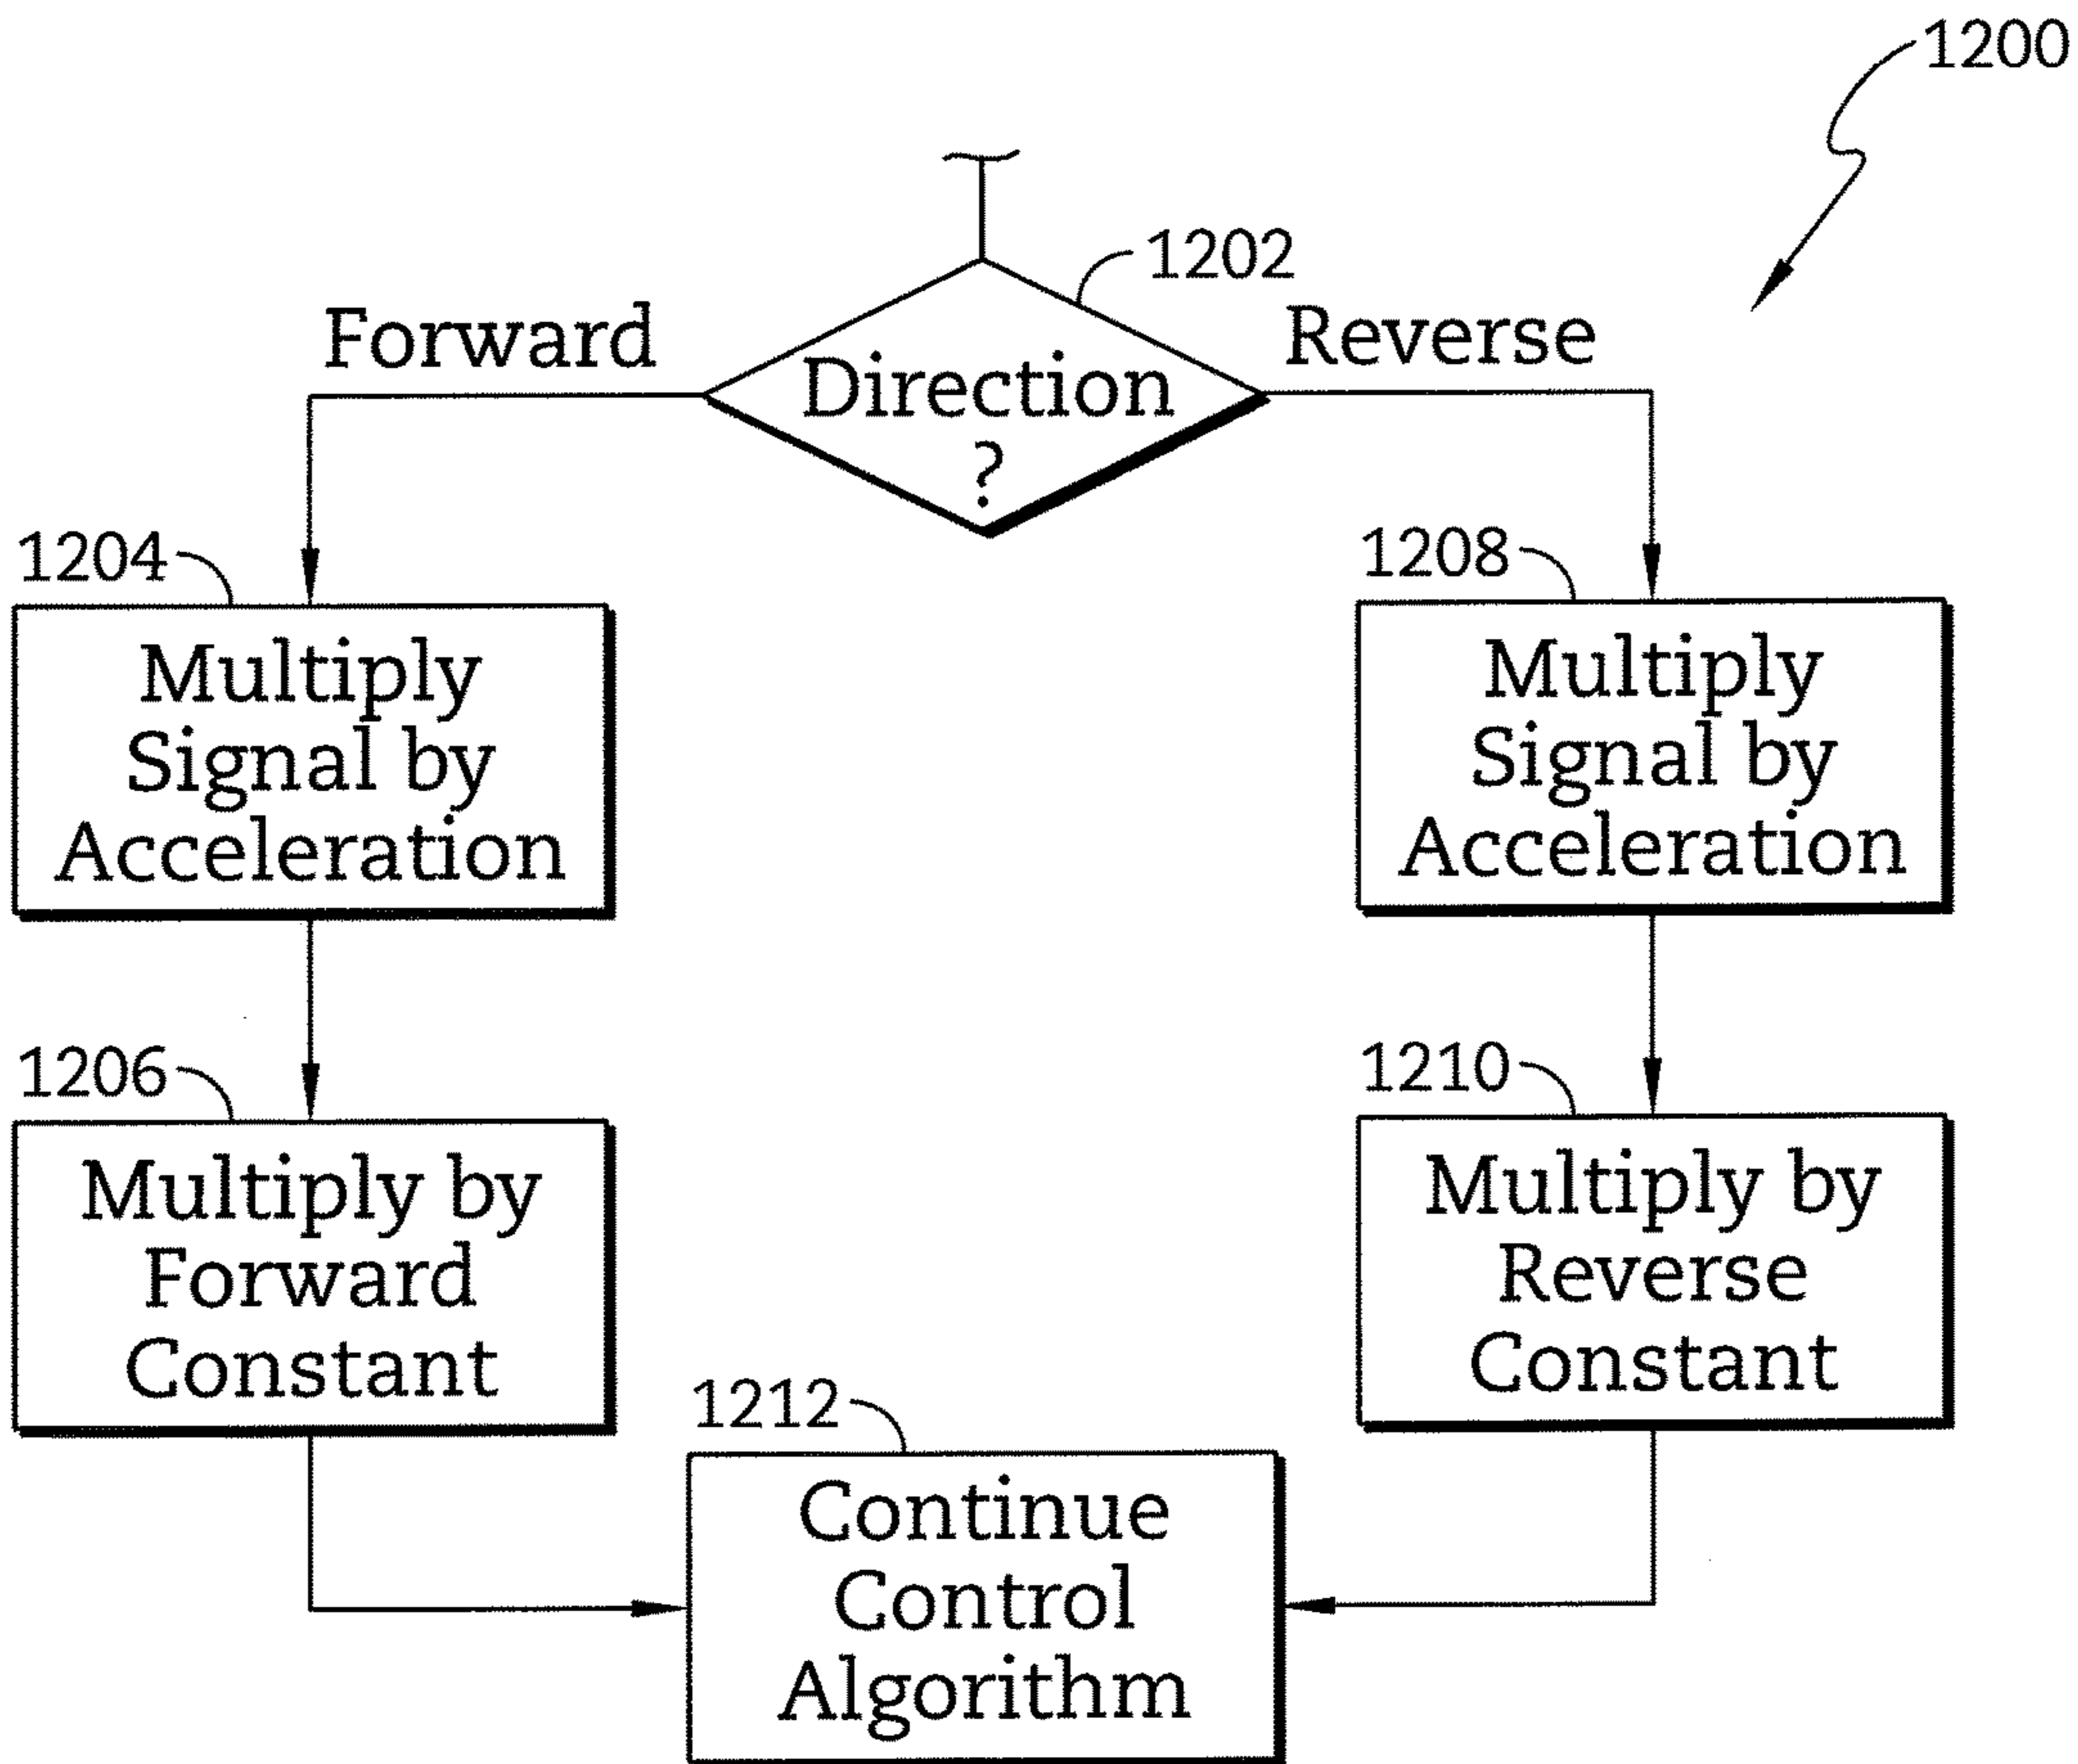 1200
1202
Forward
Reverse
Direction
?
1204
Multiply
Signal by
Acceleration
1208
Multiply
Signal by
Acceleration
1206
Multiply by
Forward
Constant
1210
Multiply by
Reverse
Constant
1212
Continue
Control
Algorithm